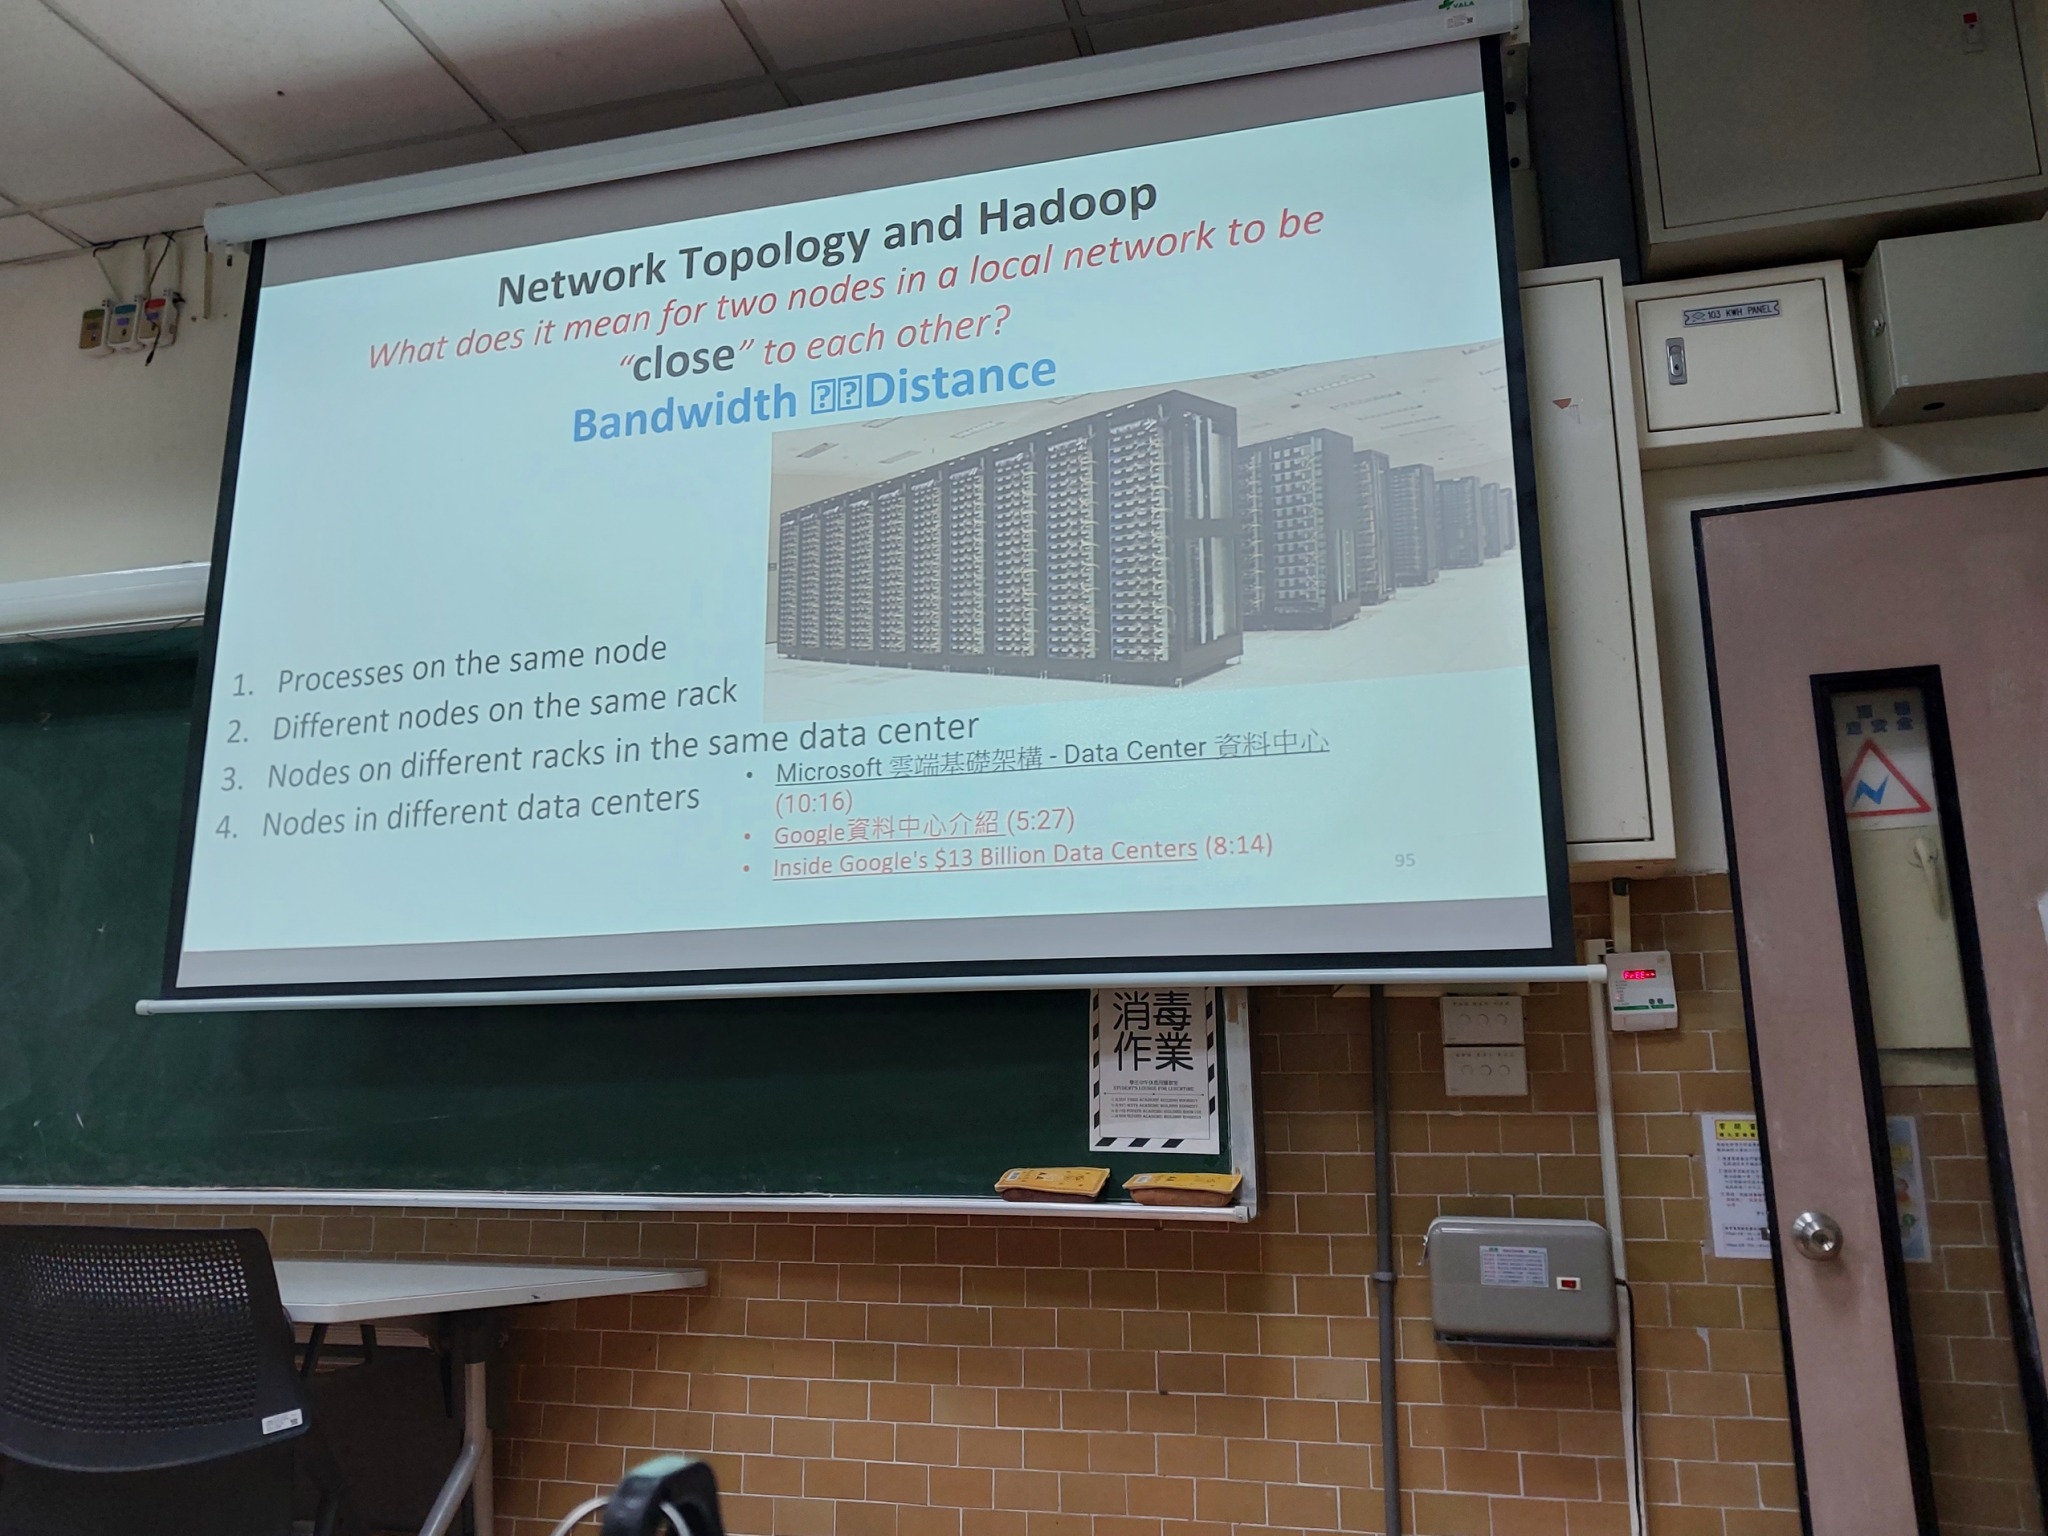 VALA
Network Topology and Hadoop
What does it mean for two nodes in a local network to be
“close” to each other?
Bandwidth ⍰⍰Distance
1. Processes on the same node
2. Different nodes on the same rack
3. Nodes on different racks in the same data center
4. Nodes in different data centers
• Microsoft 雲端基礎架構 - Data Center 資料中心
(10:16)
• Google資料中心介紹 (5:27)
• Inside Google's $13 Billion Data Centers (8:14)
95
103 KWH PANEL
消毒
作業